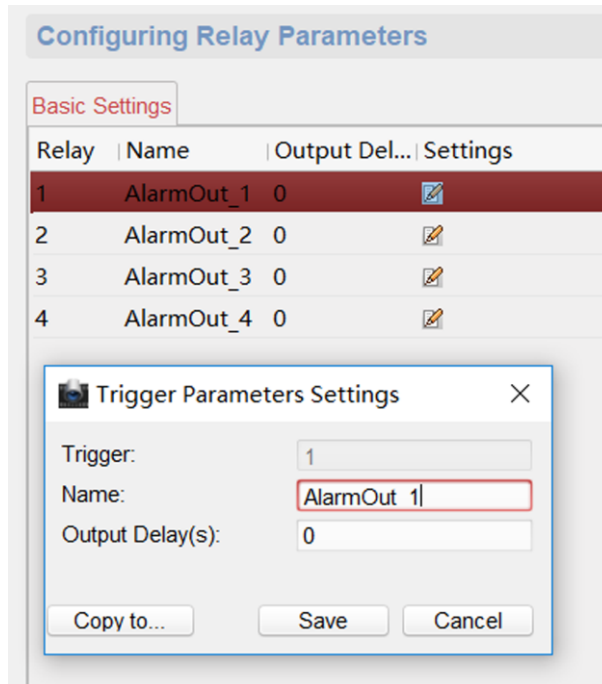 Configuring Relay Parameters
Basic Settings
Relay Name Output Del... Settings
1 AlarmOut_1 0
2 AlarmOut_2 0
3 AlarmOut_3 0
4 AlarmOut_4 0
Trigger Parameters Settings
Trigger: 1
Name: AlarmOut_1
Output Delay(s): 0
Copy to... Save Cancel